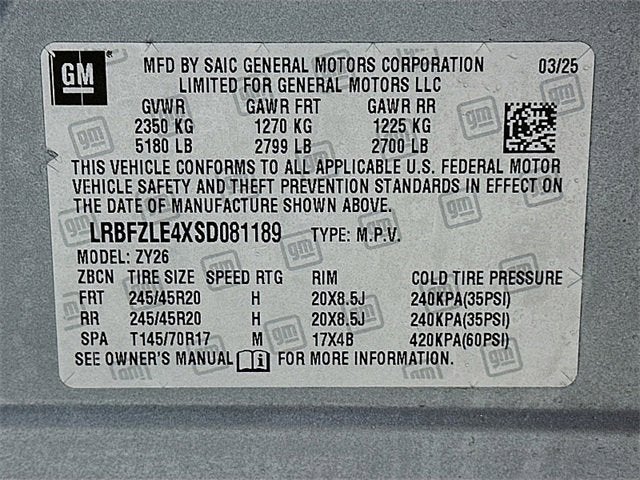 GM
MFD BY SAIC GENERAL MOTORS CORPORATION 03/25
LIMITED FOR GENERAL MOTORS LLC
GVWR GAWR FRT GAWR RR
2350 KG 1270 KG 1225 KG
5180 LB 2799 LB 2700 LB
THIS VEHICLE CONFORMS TO ALL APPLICABLE U.S. FEDERAL MOTOR
VEHICLE SAFETY AND THEFT PREVENTION STANDARDS IN EFFECT ON
THE DATE OF MANUFACTURE SHOWN ABOVE.
LRBFZLE4XSD081189 TYPE: M.P.V.
MODEL: ZY26
ZBCN TIRE SIZE SPEED RTG RIM COLD TIRE PRESSURE
FRT 245/45R20 H 20X8.5J 240KPA(35PSI)
RR 245/45R20 H 20X8.5J 240KPA(35PSI)
SPA T145/70R17 M 17X4B 420KPA(60PSI)
SEE OWNER'S MANUAL FOR MORE INFORMATION.